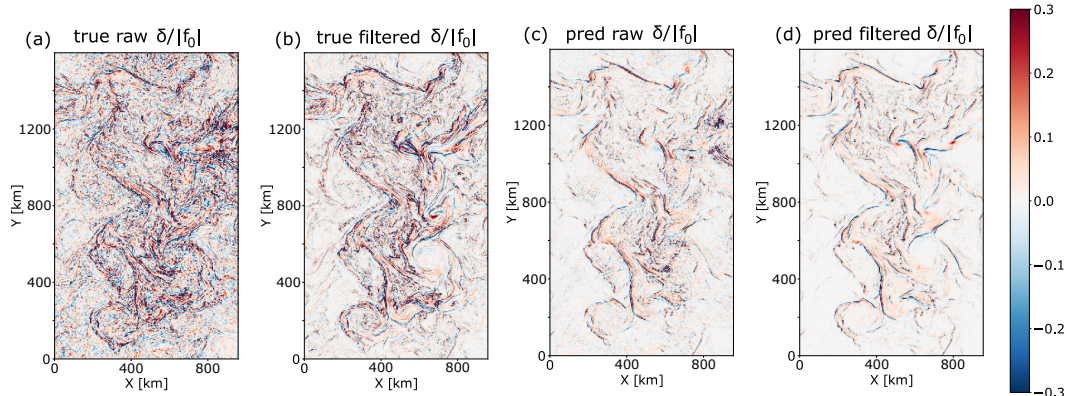 (a) true raw δ/|f₀|
(b) true filtered δ/|f₀|
(c) pred raw δ/|f₀|
(d) pred filtered δ/|f₀|
Y [km]
1200
800
400
0
0 400 800
X [km]
Y [km]
1200
800
400
0
0 400 800
X [km]
Y [km]
1200
800
400
0
0 400 800
X [km]
Y [km]
1200
800
400
0
0 400 800
X [km]
0.3
0.2
0.1
0.0
−0.1
−0.2
−0.3